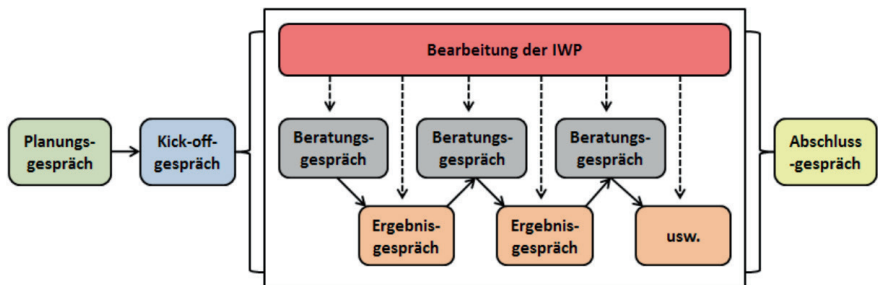 Bearbeitung der IWP
Planungs-
gespräch
Kick-off-
gespräch
Beratungs-
gespräch
Beratungs-
gespräch
Beratungs-
gespräch
Abschluss
-gespräch
Ergebnis-
gespräch
Ergebnis-
gespräch
usw.